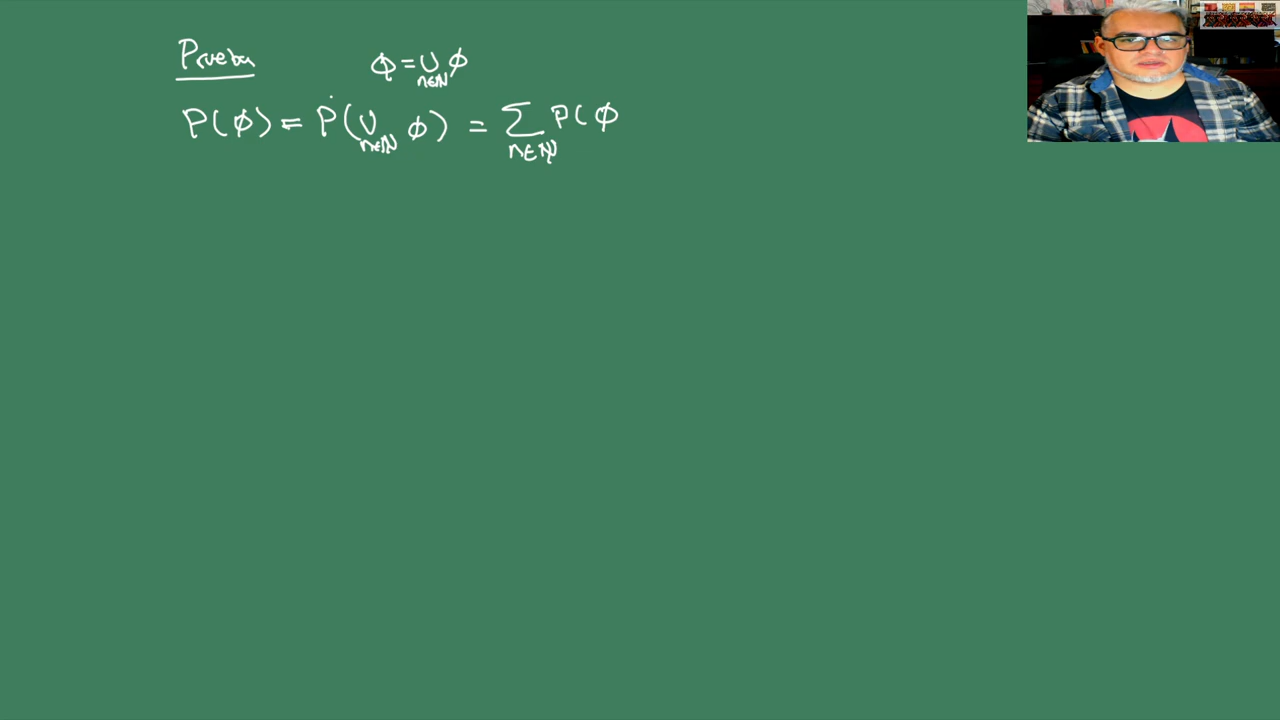 Prueba
ϕ = ∪_{n∈ℕ} ϕ
P(ϕ) = P(∪_{n∈ℕ} ϕ) = ∑_{n∈ℕ} P(ϕ